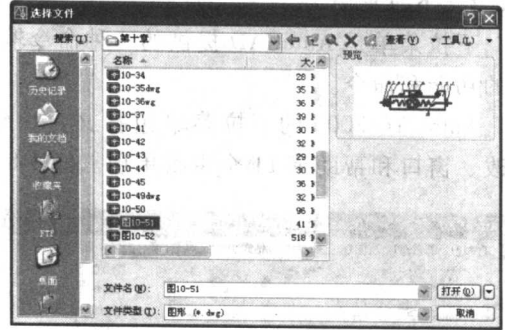 选择文件
搜索(I):
第十章
查看(V)
工具(L)
历史记录
我的文档
收藏夹
FTP
桌面
名称
大
预览
10-34 28
10-35dwg 35
10-36wg 36
10-37 39
10-41 30
10-42 32
10-43 29
10-44 30
10-45 36
10-49dwg 32
10-50 96
图10-51 41
图10-52 518
文件名(N):
图10-51
打开(O)
文件类型(T):
图形 (*.dwg)
取消